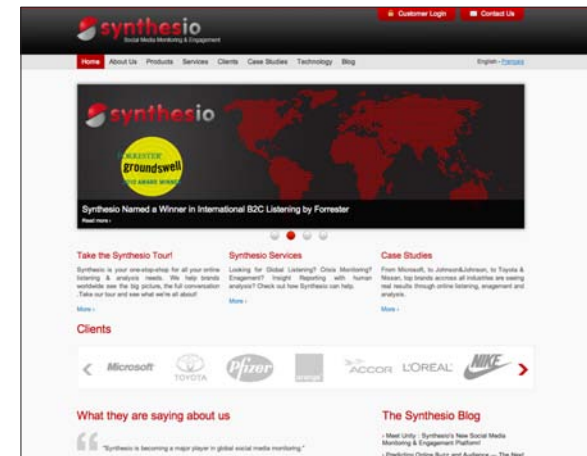 Customer Login
Contact Us
synthesio
Social Media Monitoring & Engagement
Home About Us Products Services Clients Case Studies Technology Blog
English - Français
synthesio
FORRESTER
groundswell
2010 AWARD WINNER
Synthesio Named a Winner in International B2C Listening by Forrester
Read more ›
Take the Synthesio Tour!
Synthesio is your one-stop-shop for all your online
listening & analysis needs. We help brands
worldwide see the big picture, the full conversation
.Take our tour and see what we're all about!
More ›
Synthesio Services
Looking for Global Listening? Crisis Monitoring?
Enagement? Insight Reporting with human
analysis? Check out how Synthesio can help.
More ›
Case Studies
From Microsoft, to Johnson&Johnson, to Toyota &
Nissan, top brands accross all industries are seeing
real results through online listening, enagement and
analysis.
More ›
Clients
Microsoft TOYOTA Pfizer orange ACCOR L'ORÉAL NIKE
What they are saying about us
"Synthesio is becoming a major player in global social media monitoring."
The Synthesio Blog
- Meet Unity : Synthesio's New Social Media
Monitoring & Engagement Platform!
- Predicting Online Buzz and Audience — The Next